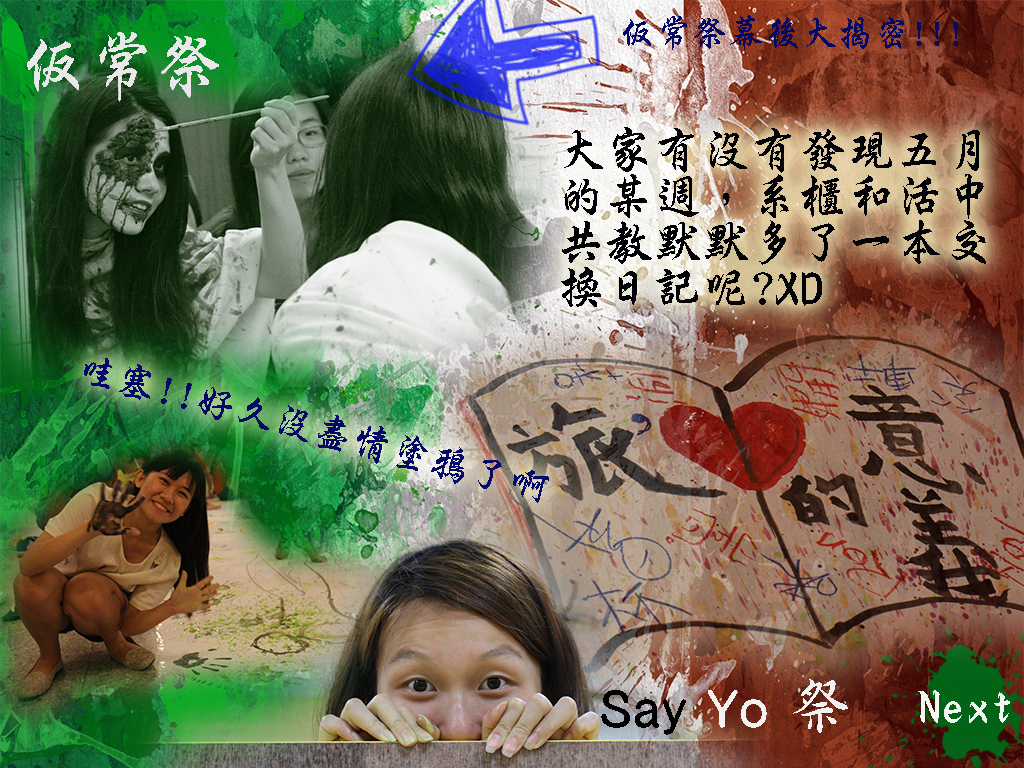 仮常祭
仮常祭幕後大揭密!!!
大家有沒有發現五月
的某週，系櫃和活中
共教默默多了一本交
換日記呢?XD
哇塞!!好久沒盡情塗鴉了啊
旅的意義
Say Yo 祭
Next